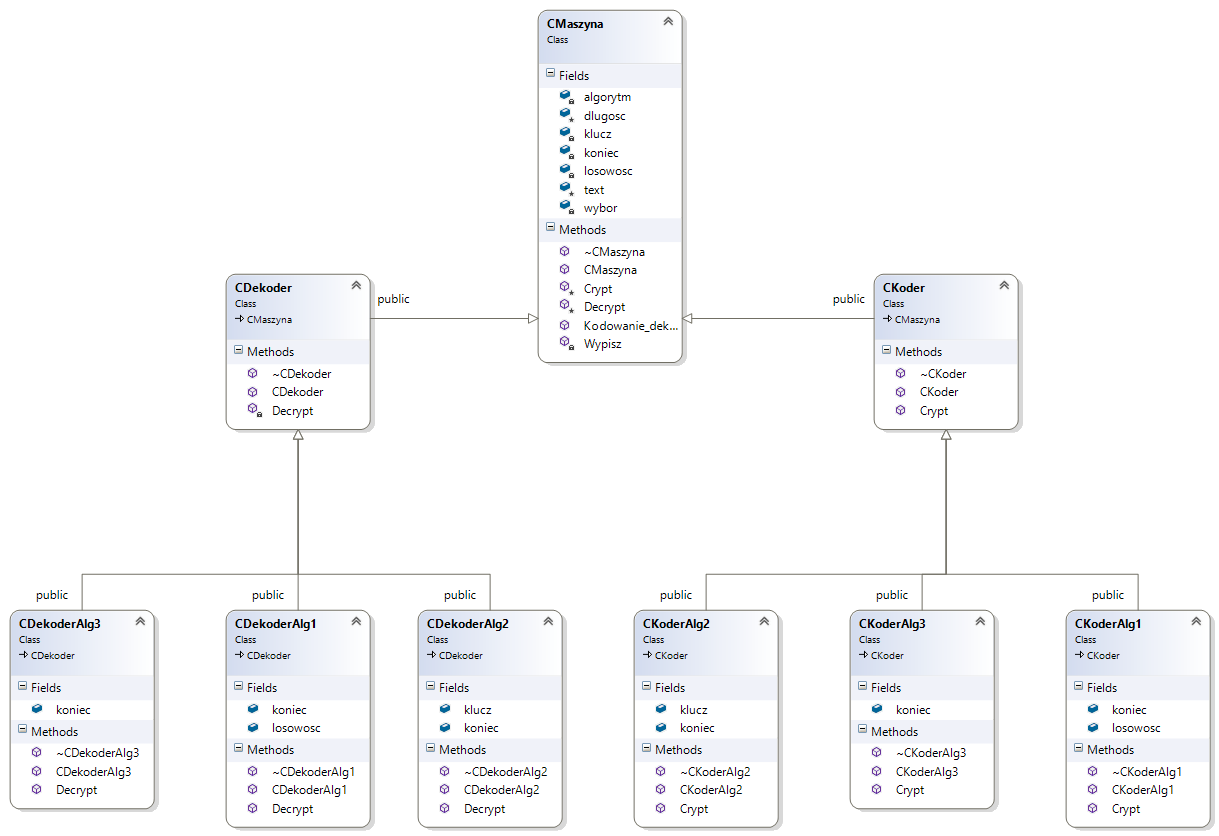 CMaszyna
Class
Fields
algorytm
dlugosc
klucz
koniec
losowosc
text
wybor
Methods
~CMaszyna
CMaszyna
Crypt
Decrypt
Kodowanie_dek...
Wypisz
CDekoder
Class
CMaszyna
Methods
~CDekoder
CDekoder
Decrypt
public
public
CKoder
Class
CMaszyna
Methods
~CKoder
CKoder
Crypt
public
CDekoderAlg3
Class
CDekoder
Fields
koniec
Methods
~CDekoderAlg3
CDekoderAlg3
Decrypt
public
CDekoderAlg1
Class
CDekoder
Fields
koniec
losowosc
Methods
~CDekoderAlg1
CDekoderAlg1
Decrypt
public
CDekoderAlg2
Class
CDekoder
Fields
klucz
koniec
Methods
~CDekoderAlg2
CDekoderAlg2
Decrypt
public
CKoderAlg2
Class
CKoder
Fields
klucz
koniec
Methods
~CKoderAlg2
CKoderAlg2
Crypt
public
CKoderAlg3
Class
CKoder
Fields
koniec
Methods
~CKoderAlg3
CKoderAlg3
Crypt
public
CKoderAlg1
Class
CKoder
Fields
koniec
losowosc
Methods
~CKoderAlg1
CKoderAlg1
Crypt